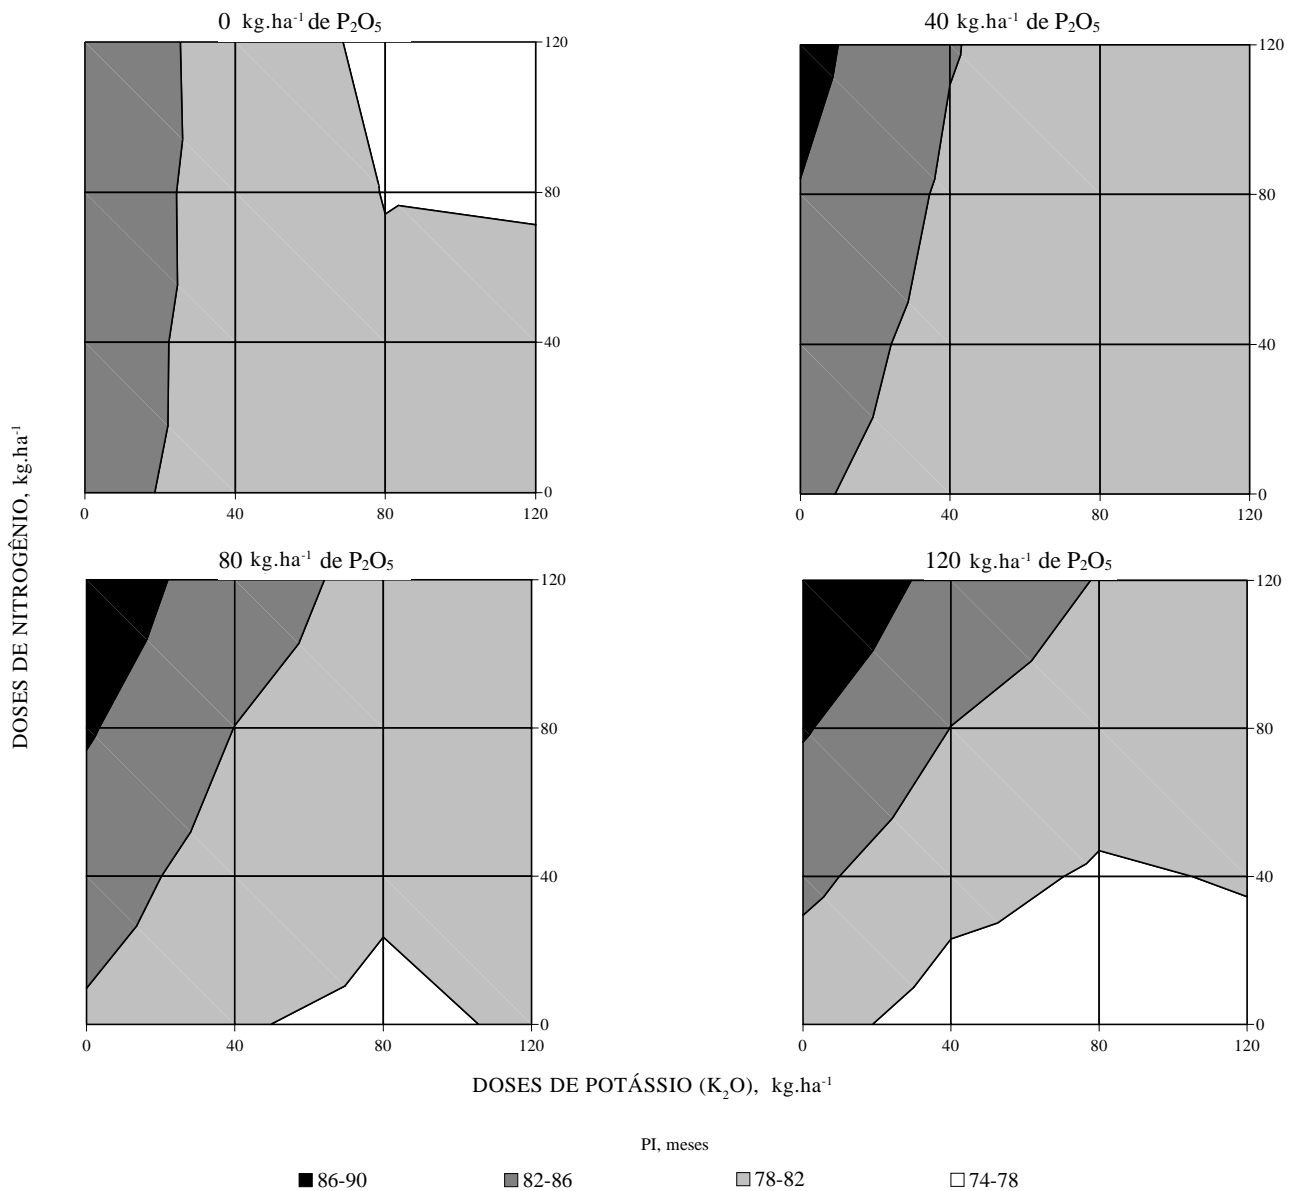 0 kg.ha⁻¹ de P₂O₅
40 kg.ha⁻¹ de P₂O₅
120
80
40
0
0 40 80 120
120
80
40
0
0 40 80 120
80 kg.ha⁻¹ de P₂O₅
120 kg.ha⁻¹ de P₂O₅
120
80
40
0
0 40 80 120
120
80
40
0
0 40 80 120
DOSES DE NITROGÊNIO, kg.ha⁻¹
DOSES DE POTÁSSIO (K₂O), kg.ha⁻¹
PI, meses
86-90 82-86 78-82 74-78